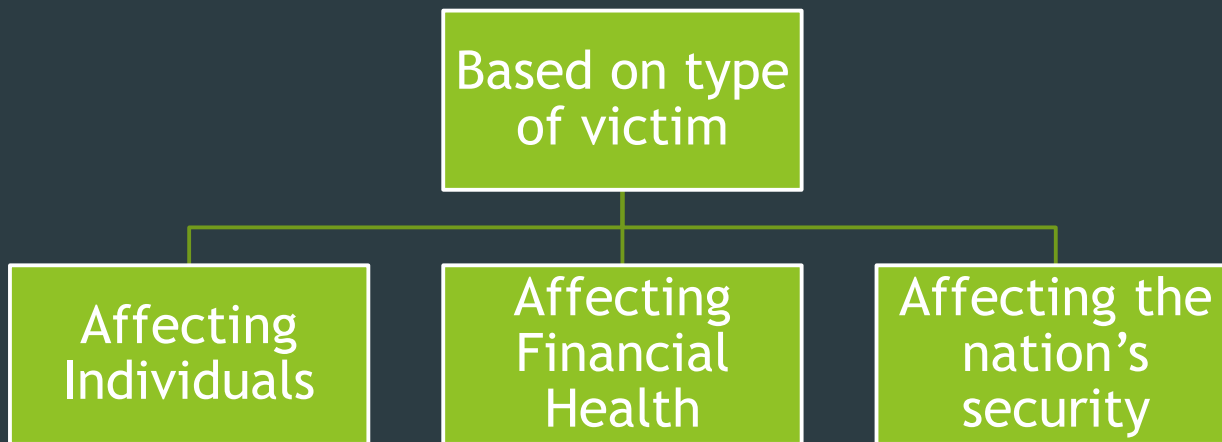 Based on type
of victim
Affecting
Individuals
Affecting
Financial
Health
Affecting the
nation’s
security